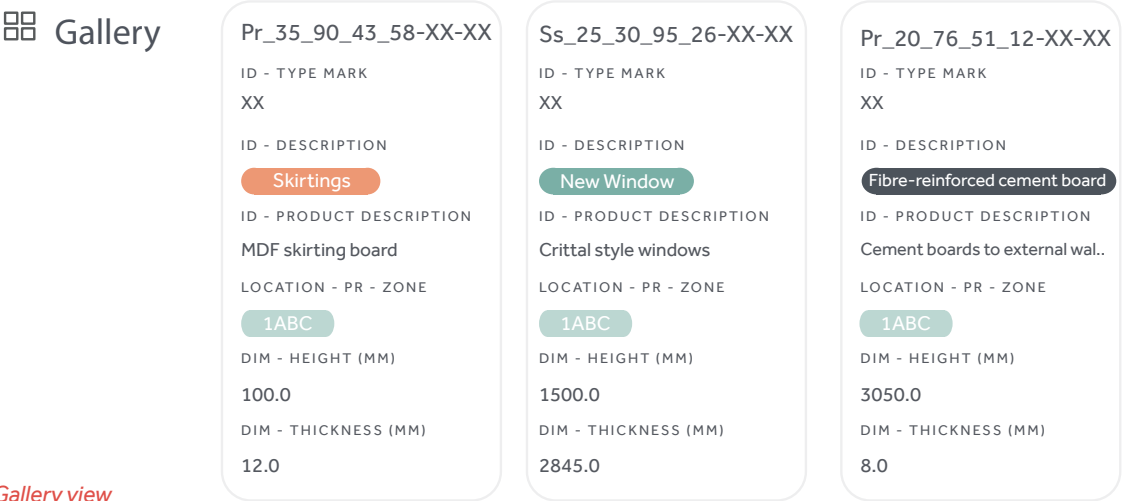 Gallery
Pr_35_90_43_58-XX-XX
ID - TYPE MARK
XX
ID - DESCRIPTION
Skirtings
ID - PRODUCT DESCRIPTION
MDF skirting board
LOCATION - PR - ZONE
1ABC
DIM - HEIGHT (MM)
100.0
DIM - THICKNESS (MM)
12.0
Ss_25_30_95_26-XX-XX
ID - TYPE MARK
XX
ID - DESCRIPTION
New Window
ID - PRODUCT DESCRIPTION
Crittal style windows
LOCATION - PR - ZONE
1ABC
DIM - HEIGHT (MM)
1500.0
DIM - THICKNESS (MM)
2845.0
Pr_20_76_51_12-XX-XX
ID - TYPE MARK
XX
ID - DESCRIPTION
Fibre-reinforced cement board
ID - PRODUCT DESCRIPTION
Cement boards to external wal..
LOCATION - PR - ZONE
1ABC
DIM - HEIGHT (MM)
3050.0
DIM - THICKNESS (MM)
8.0
Gallery view